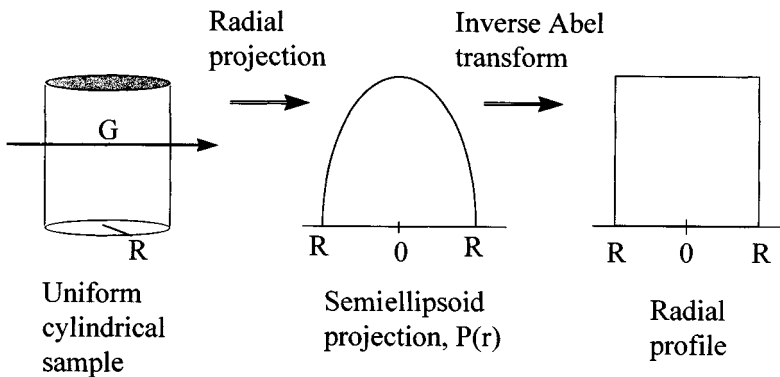 Radial
projection
Inverse Abel
transform
G
R
R
0
R
R
0
R
Uniform
cylindrical
sample
Semiellipsoid
projection, P(r)
Radial
profile